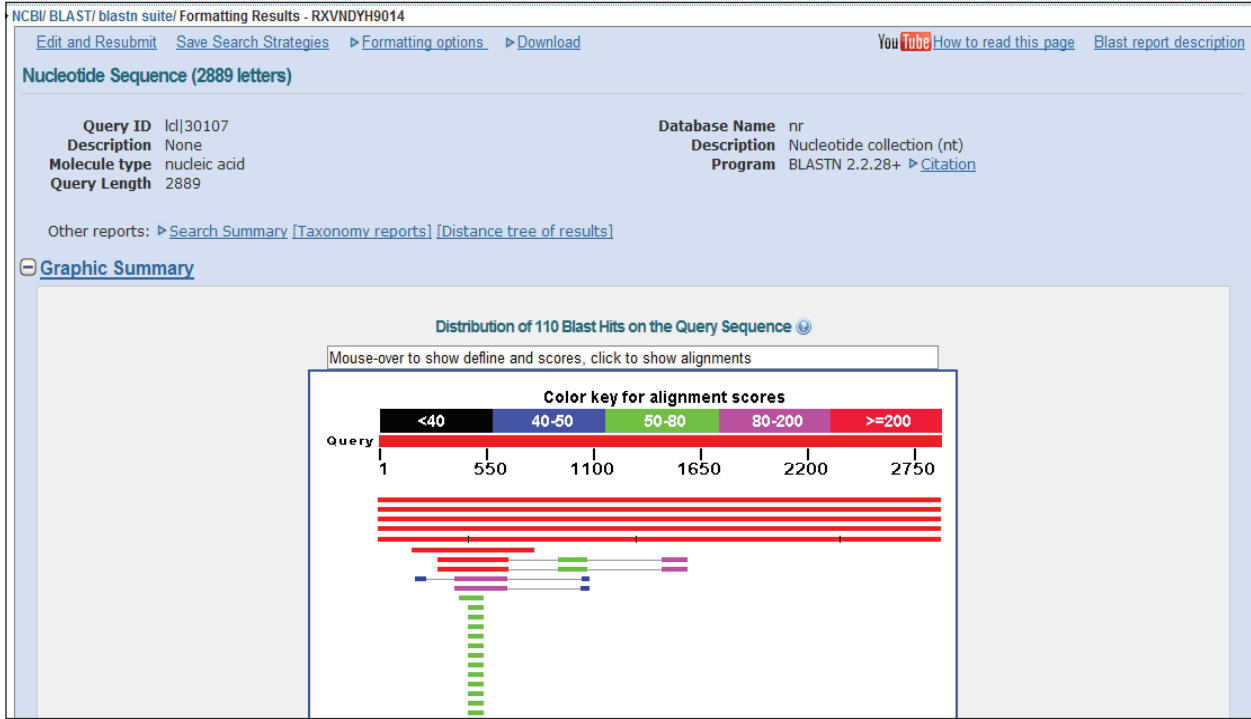 NCBI/ BLAST/ blastn suite/ Formatting Results - RXVNDYH9014
Edit and Resubmit Save Search Strategies Formatting options Download YouTube How to read this page Blast report description
Nucleotide Sequence (2889 letters)
Query ID lcl|30107 Database Name nr
Description None Description Nucleotide collection (nt)
Molecule type nucleic acid Program BLASTN 2.2.28+ Citation
Query Length 2889
Other reports: Search Summary [Taxonomy reports] [Distance tree of results]
Graphic Summary
Distribution of 110 Blast Hits on the Query Sequence
Mouse-over to show defline and scores, click to show alignments
Color key for alignment scores
<40 40-50 50-80 80-200 >=200
Query
1 550 1100 1650 2200 2750